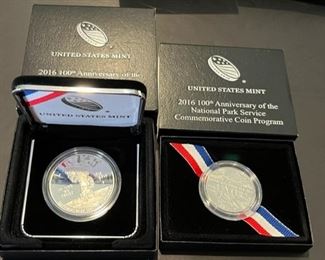 UNITED STATES MINT
2016 100th Anniversary of the
UNITED STATES MINT
2016 100th Anniversary of the
National Park Service
Commemorative Coin Program
UNITED STATES MINT